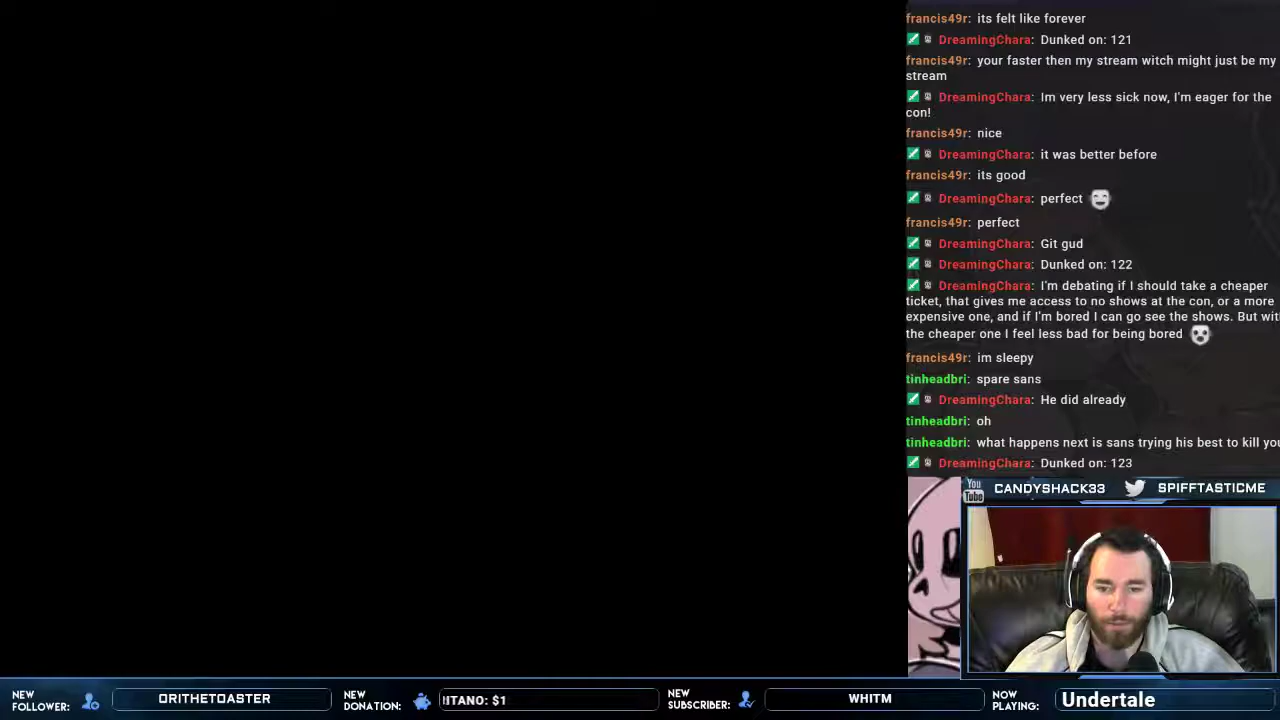 francis49r: its felt like forever
DreamingChara: Dunked on: 121
francis49r: your faster then my stream witch might just be my
stream
DreamingChara: Im very less sick now, I'm eager for the
con!
francis49r: nice
DreamingChara: it was better before
francis49r: its good
DreamingChara: perfect
francis49r: perfect
DreamingChara: Git gud
DreamingChara: Dunked on: 122
DreamingChara: I'm debating if I should take a cheaper
ticket, that gives me access to no shows at the con, or a more
expensive one, and if I'm bored I can go see the shows. But wit
the cheaper one I feel less bad for being bored
francis49r: im sleepy
tinheadbri: spare sans
DreamingChara: He did already
tinheadbri: oh
tinheadbri: what happens next is sans trying his best to kill you
DreamingChara: Dunked on: 123
You Tube CANDYSHACK33 SPIFFTASTICME
NEW FOLLOWER: ORITHETOASTER NEW DONATION: ITANO: $1 NEW SUBSCRIBER: WHITM NOW PLAYING: Undertale